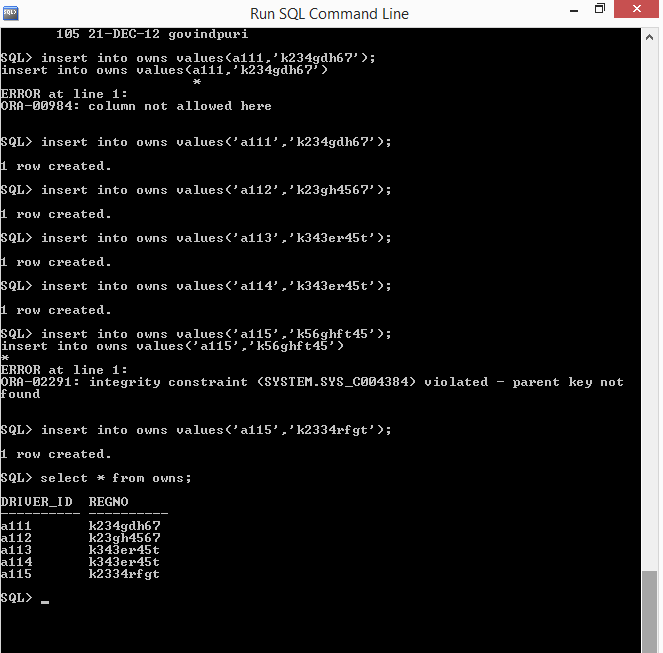 Run SQL Command Line
105 21-DEC-12 govindpuri
SQL> insert into owns values(a111,'k234gdh67');
insert into owns values(a111,'k234gdh67')
*
ERROR at line 1:
ORA-00984: column not allowed here
SQL> insert into owns values('a111','k234gdh67');
1 row created.
SQL> insert into owns values('a112','k23gh4567');
1 row created.
SQL> insert into owns values('a113','k343er45t');
1 row created.
SQL> insert into owns values('a114','k343er45t');
1 row created.
SQL> insert into owns values('a115','k56ghft45');
insert into owns values('a115','k56ghft45')
*
ERROR at line 1:
ORA-02291: integrity constraint (SYSTEM.SYS_C004384) violated - parent key not
found
SQL> insert into owns values('a115','k2334rfgt');
1 row created.
SQL> select * from owns;
DRIVER_ID  REGNO
---------- ----------
a111       k234gdh67
a112       k23gh4567
a113       k343er45t
a114       k343er45t
a115       k2334rfgt
SQL> _